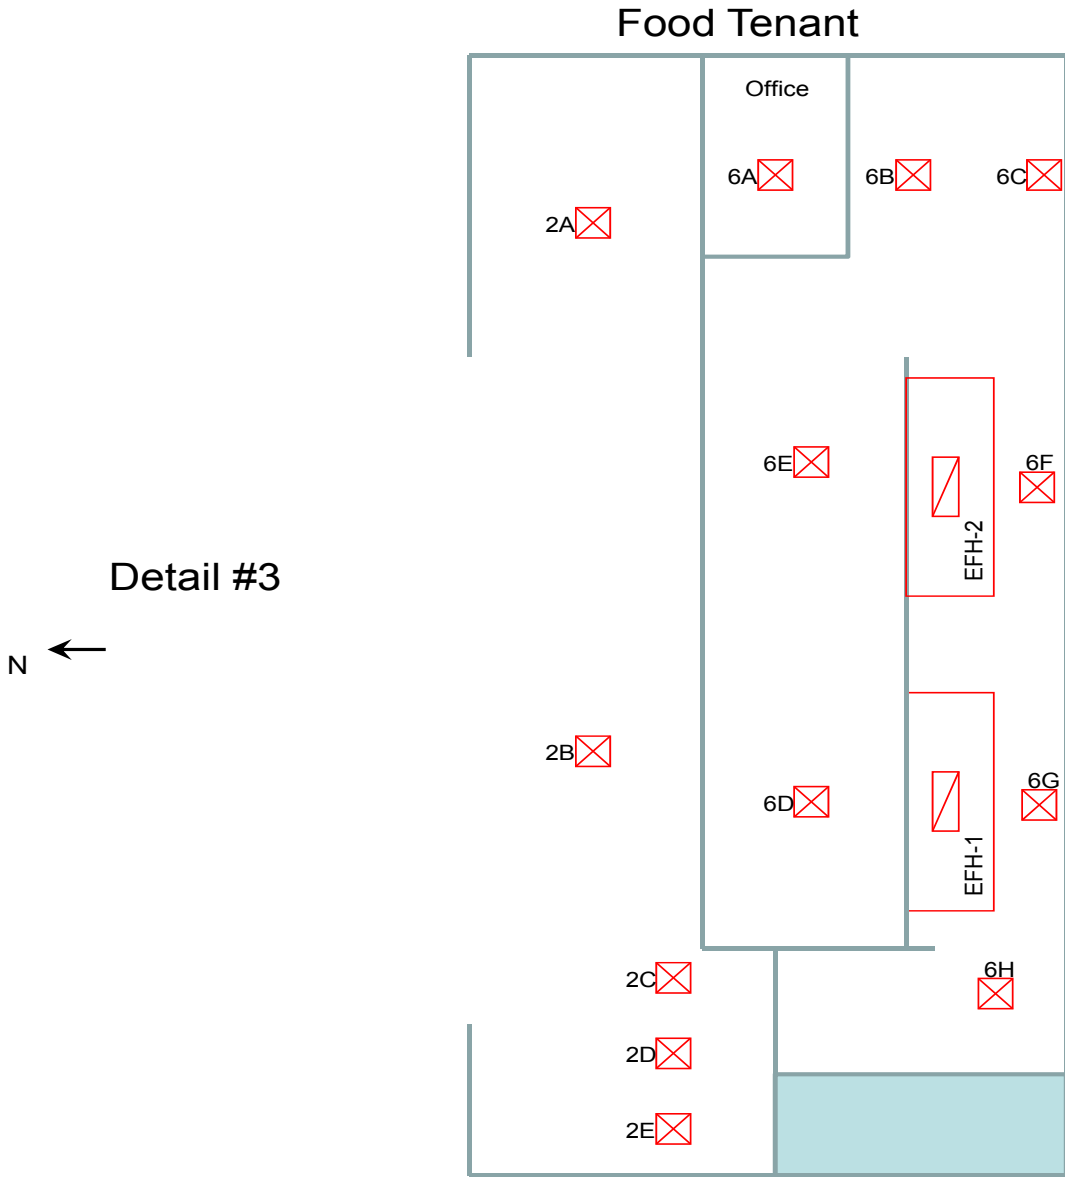 Food Tenant
Office
6A
6B
6C
2A
6E
6F
EFH-2
Detail #3
N
2B
6D
6G
EFH-1
2C
6H
2D
2E